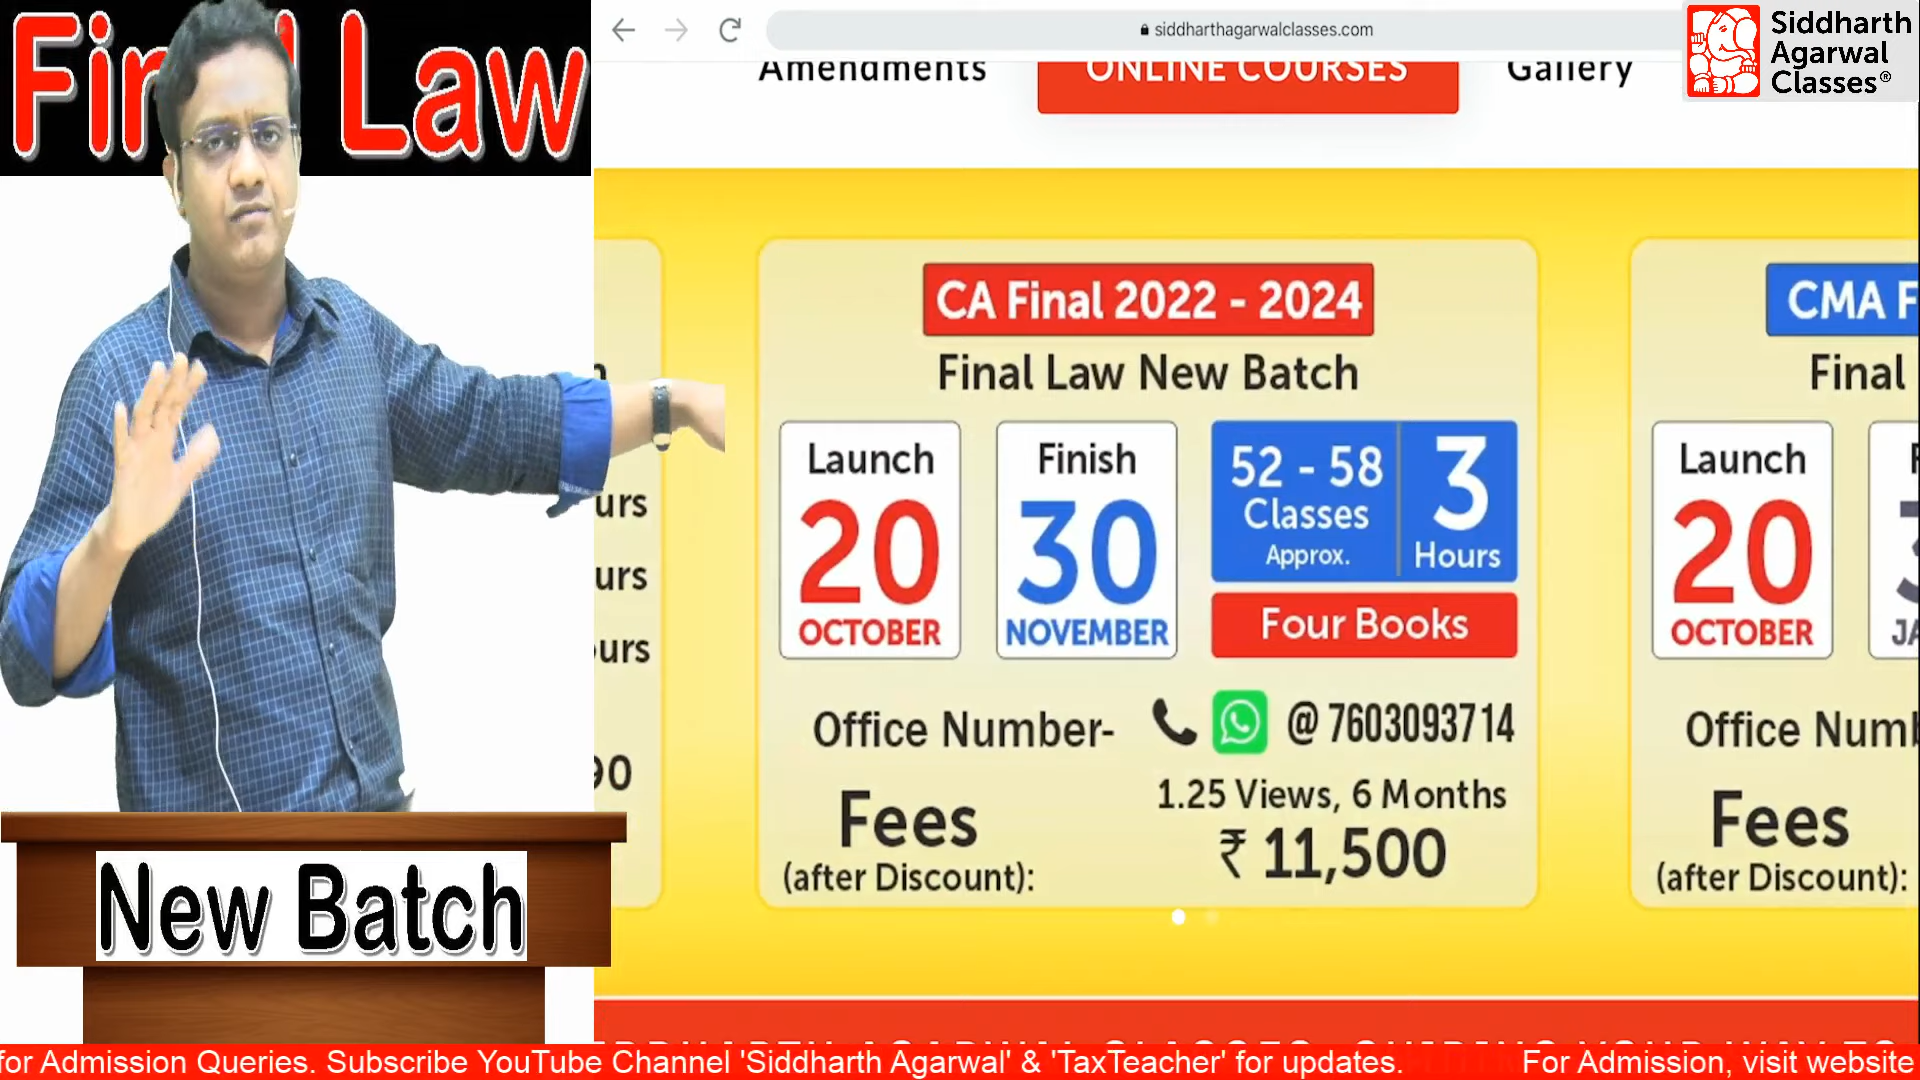 Final Law
siddharthagarwalclasses.com
Siddharth
Agarwal
Classes®
Amendments
ONLINE COURSES
Gallery
urs
urs
urs
90
CA Final 2022 - 2024
Final Law New Batch
Launch
20
OCTOBER
Finish
30
NOVEMBER
52 - 58
Classes
Approx.
3
Hours
Four Books
Office Number-
@ 7603093714
Fees
(after Discount):
1.25 Views, 6 Months
₹ 11,500
CMA F
Final
Launch
20
OCTOBER
JA
Office Num
Fees
(after Discount):
New Batch
for Admission Queries. Subscribe YouTube Channel 'Siddharth Agarwal' & 'TaxTeacher' for updates.
For Admission, visit website